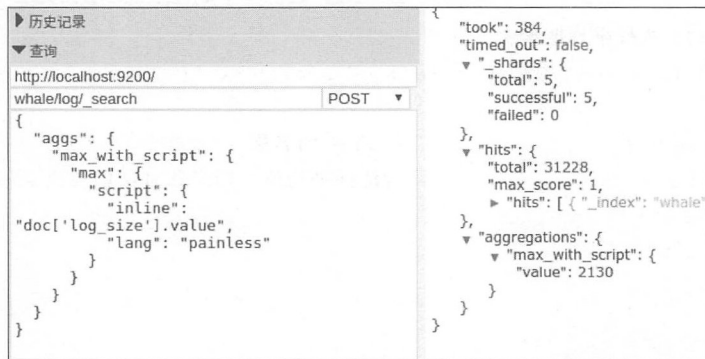 ▶ 历史记录
▼ 查询
http://localhost:9200/
whale/log/_search POST ▼
{
"aggs": {
"max_with_script": {
"max": {
"script": {
"inline":
"doc['log_size'].value",
"lang": "painless"
}
}
}
}
}
{
"took": 384,
"timed_out": false,
▼ "_shards": {
"total": 5,
"successful": 5,
"failed": 0
},
▼ "hits": {
"total": 31228,
"max_score": 1,
▶ "hits": [ { "_index": "whale"
},
▼ "aggregations": {
▼ "max_with_script": {
"value": 2130
}
}
}